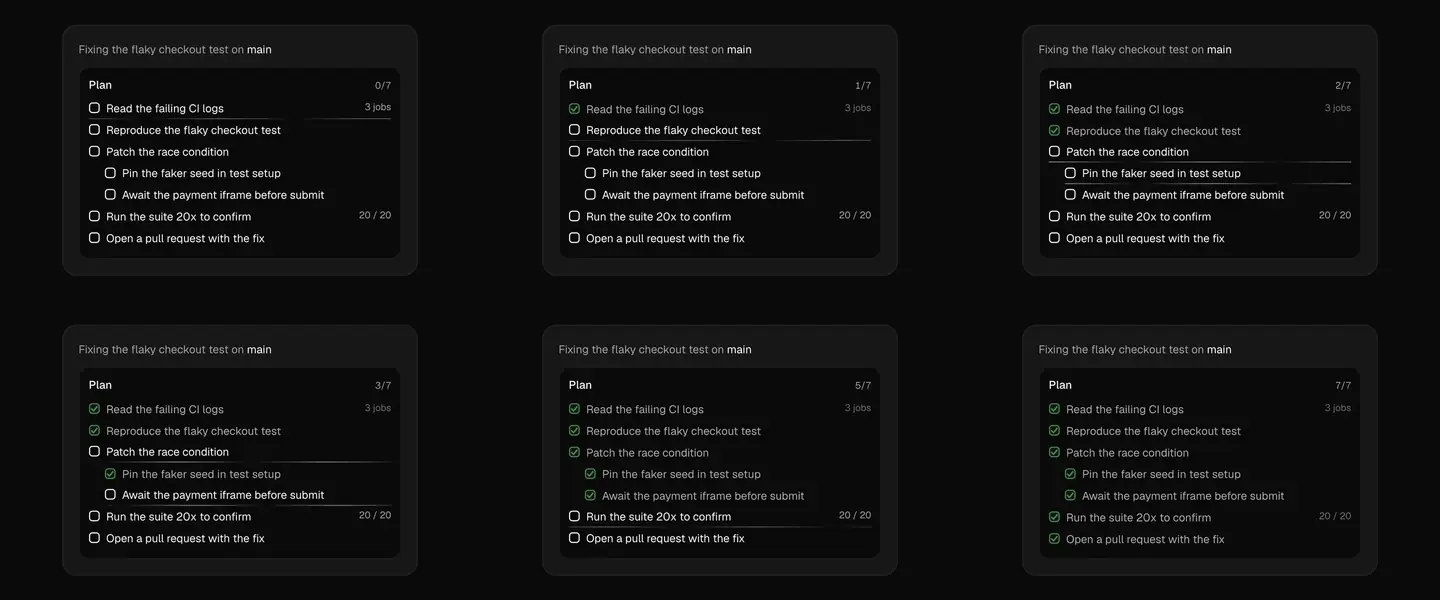 Fixing the flaky checkout test on main
Plan 0/7
Read the failing CI logs 3 jobs
Reproduce the flaky checkout test
Patch the race condition
Pin the faker seed in test setup
Await the payment iframe before submit
Run the suite 20x to confirm 20 / 20
Open a pull request with the fix
Fixing the flaky checkout test on main
Plan 1/7
Read the failing CI logs 3 jobs
Reproduce the flaky checkout test
Patch the race condition
Pin the faker seed in test setup
Await the payment iframe before submit
Run the suite 20x to confirm 20 / 20
Open a pull request with the fix
Fixing the flaky checkout test on main
Plan 2/7
Read the failing CI logs 3 jobs
Reproduce the flaky checkout test
Patch the race condition
Pin the faker seed in test setup
Await the payment iframe before submit
Run the suite 20x to confirm 20 / 20
Open a pull request with the fix
Fixing the flaky checkout test on main
Plan 3/7
Read the failing CI logs 3 jobs
Reproduce the flaky checkout test
Patch the race condition
Pin the faker seed in test setup
Await the payment iframe before submit
Run the suite 20x to confirm 20 / 20
Open a pull request with the fix
Fixing the flaky checkout test on main
Plan 5/7
Read the failing CI logs 3 jobs
Reproduce the flaky checkout test
Patch the race condition
Pin the faker seed in test setup
Await the payment iframe before submit
Run the suite 20x to confirm 20 / 20
Open a pull request with the fix
Fixing the flaky checkout test on main
Plan 7/7
Read the failing CI logs 3 jobs
Reproduce the flaky checkout test
Patch the race condition
Pin the faker seed in test setup
Await the payment iframe before submit
Run the suite 20x to confirm 20 / 20
Open a pull request with the fix